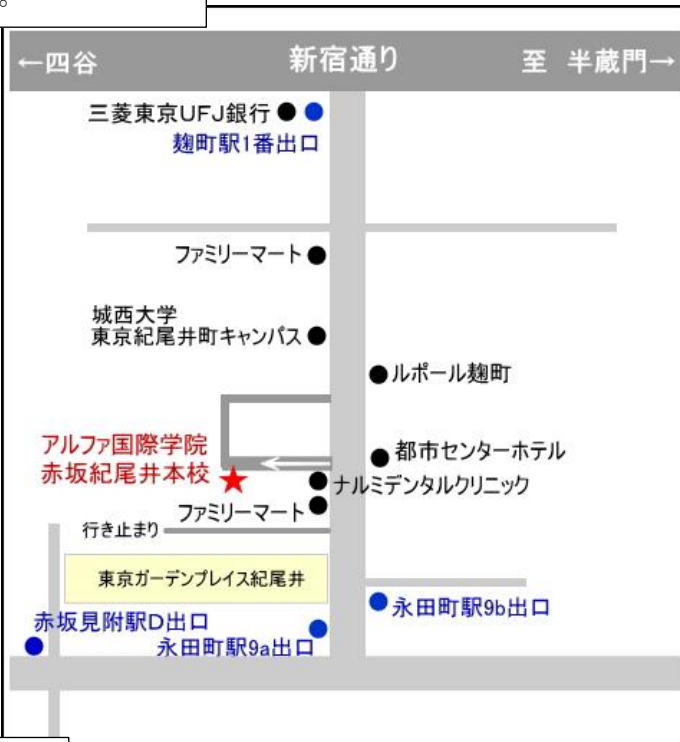 。
←四谷
新宿通り
至 半蔵門→
三菱東京UFJ銀行
麹町駅1番出口
ファミリーマート
城西大学
東京紀尾井町キャンパス
ルポール麹町
アルファ国際学院
赤坂紀尾井本校
都市センターホテル
ナルミデンタルクリニック
ファミリーマート
行き止まり
東京ガーデンプレイス紀尾井
永田町駅9b出口
赤坂見附駅D出口
永田町駅9a出口